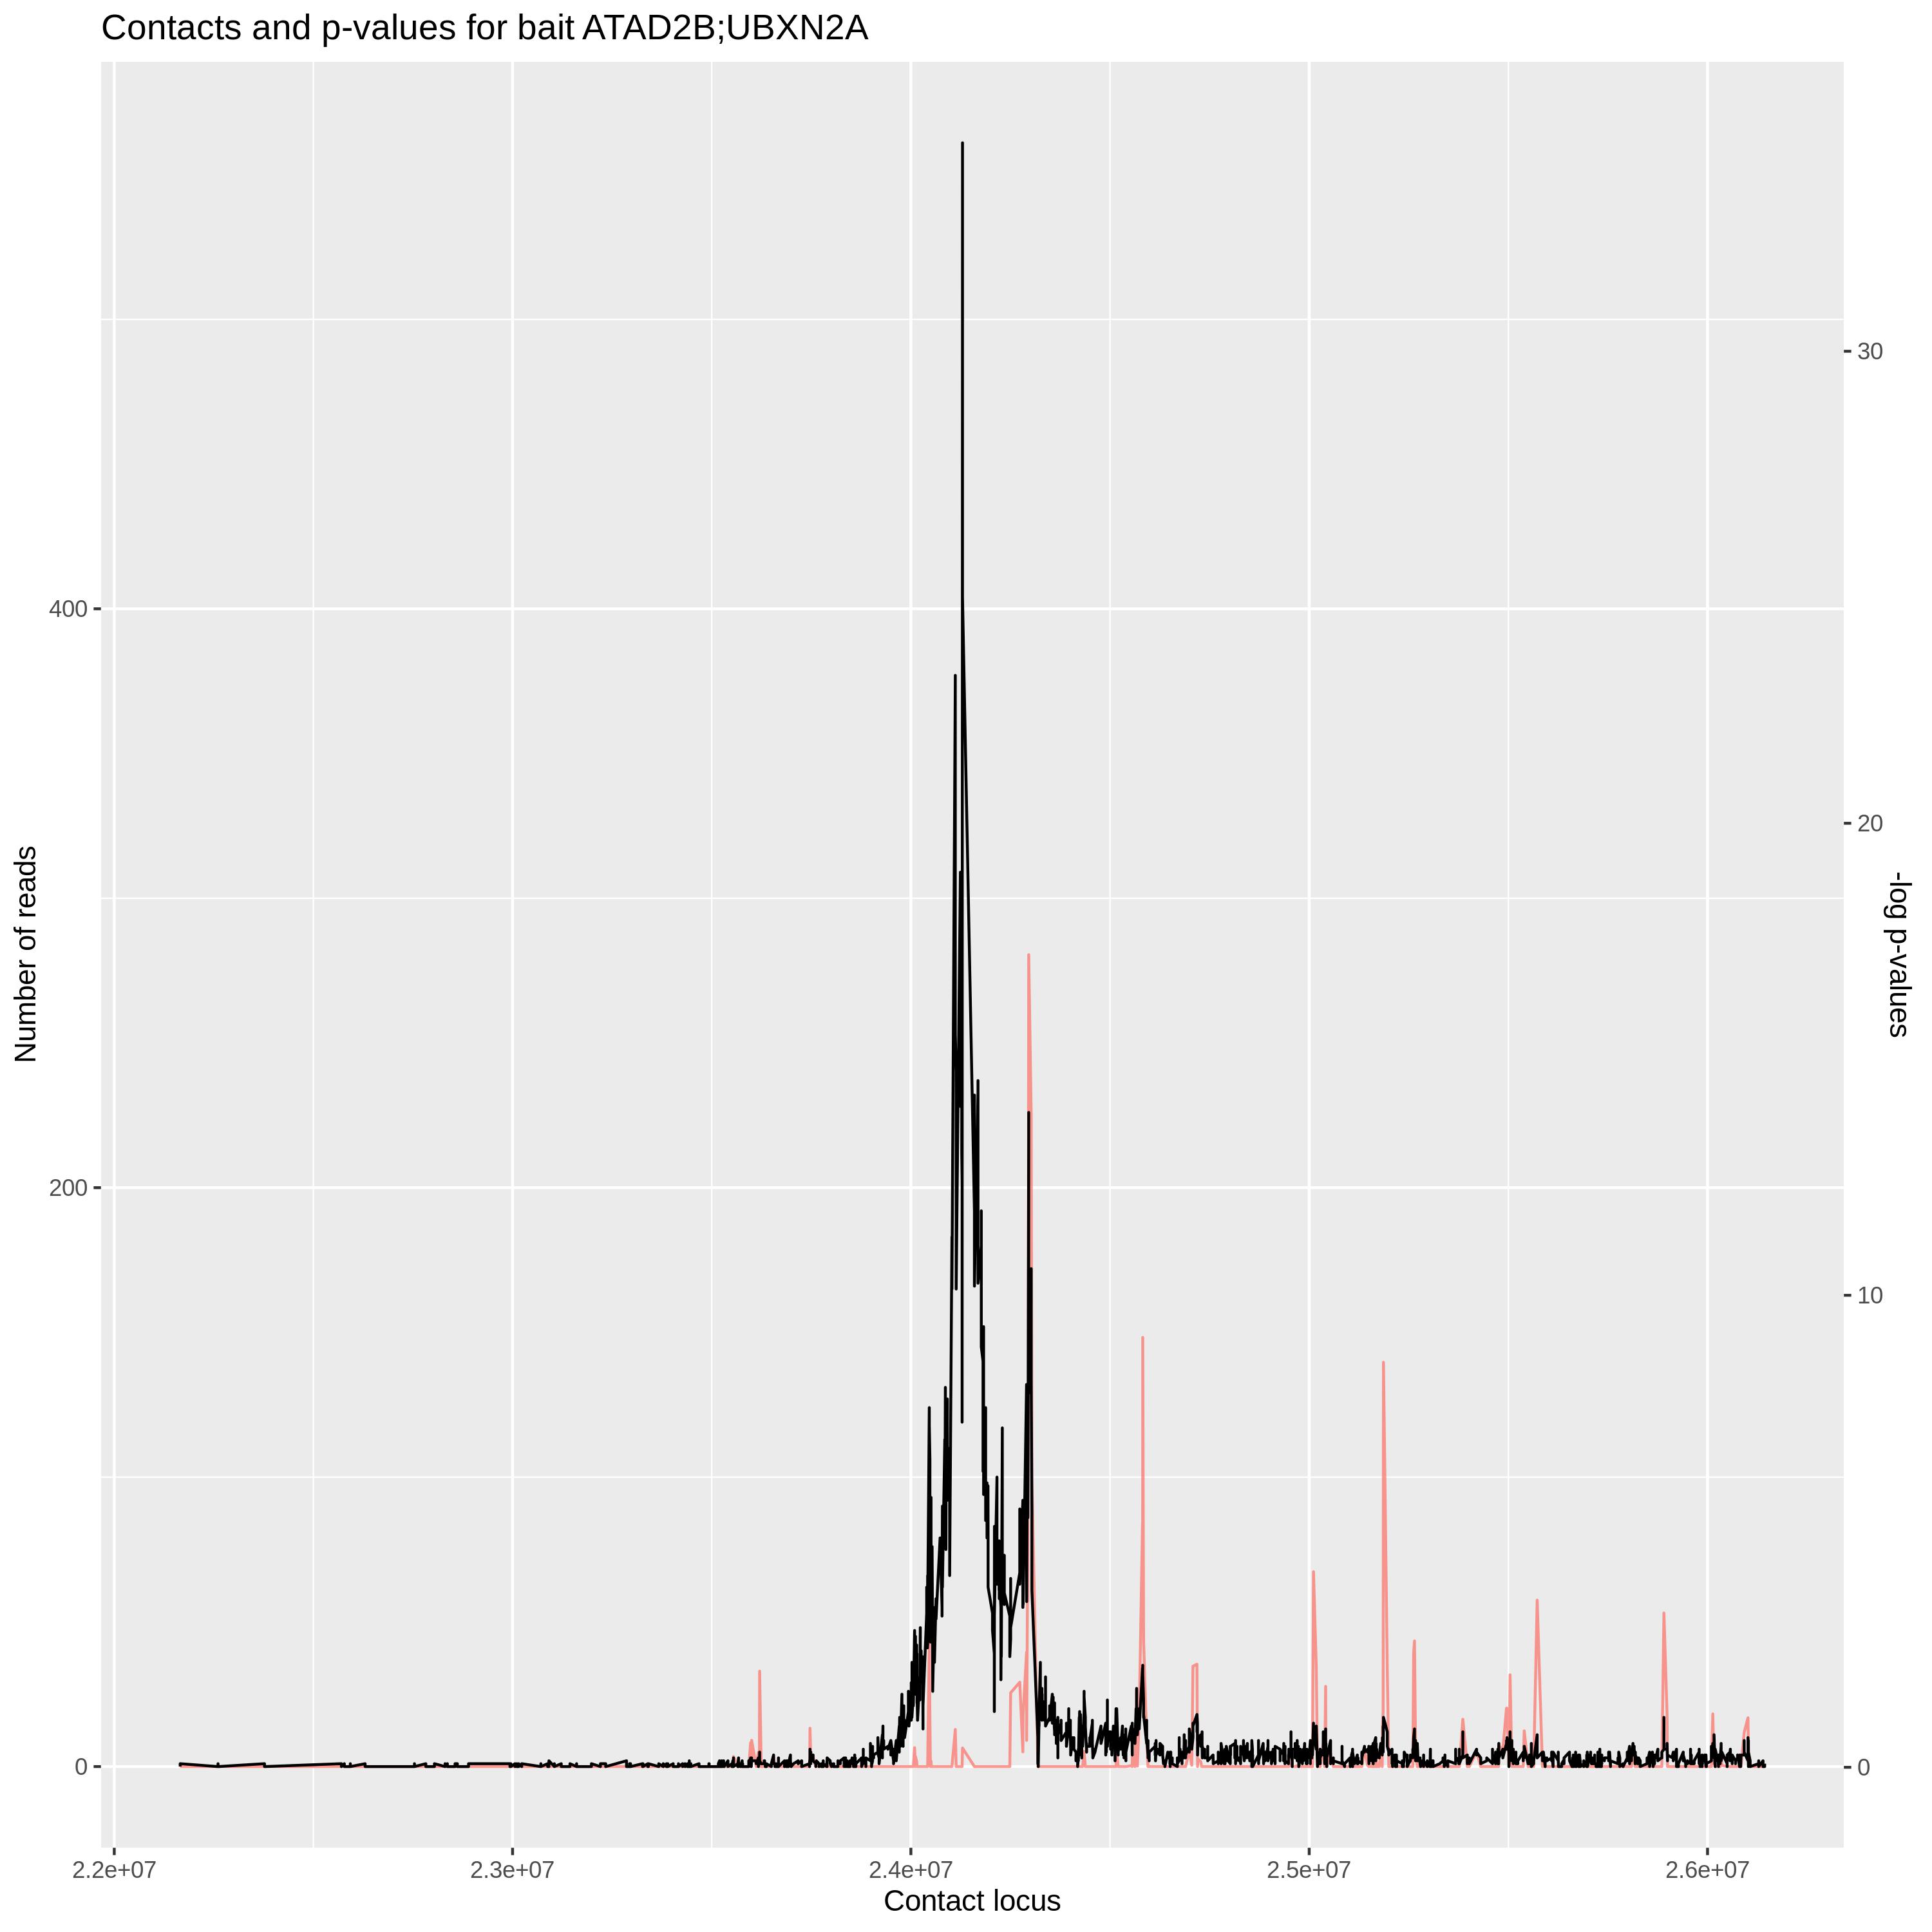 Contacts and p-values for bait ATAD2B;UBXN2A
Number of reads
400
200
0
30
20
10
0
-log p-values
2.2e+07
2.3e+07
2.4e+07
2.5e+07
2.6e+07
Contact locus